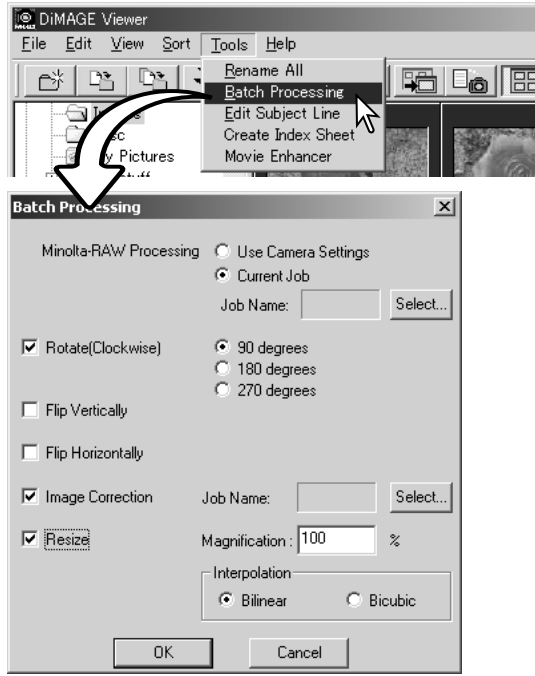 DiMAGE Viewer
File Edit View Sort Tools Help
Rename All
Batch Processing
Edit Subject Line
Create Index Sheet
Movie Enhancer
Pictures
Batch Processing
Minolta-RAW Processing
Use Camera Settings
Current Job
Job Name: Select...
Rotate(Clockwise)
90 degrees
180 degrees
270 degrees
Flip Vertically
Flip Horizontally
Image Correction Job Name: Select...
Resize Magnification : 100 %
Interpolation
Bilinear Bicubic
OK Cancel